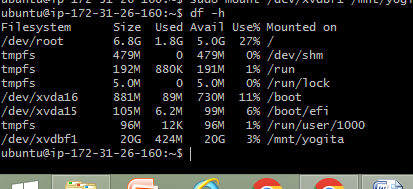 ubuntu@ip-172-31-26-160:~$ sudo mount /dev/xvdbf1 /mnt/yogita
ubuntu@ip-172-31-26-160:~$ df -h
Filesystem      Size  Used Avail Use% Mounted on
/dev/root       6.8G  1.8G  5.0G  27% /
tmpfs           479M     0  479M   0% /dev/shm
tmpfs           192M  880K  191M   1% /run
tmpfs           5.0M     0  5.0M   0% /run/lock
/dev/xvda16     881M   89M  730M  11% /boot
/dev/xvda15     105M  6.2M   99M   6% /boot/efi
tmpfs            96M   12K   96M   1% /run/user/1000
/dev/xvdbf1      20G  424M   20G   3% /mnt/yogita
ubuntu@ip-172-31-26-160:~$